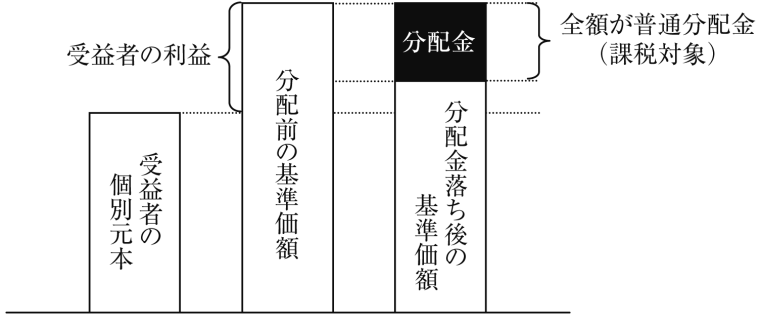 受益者の利益
受益者の
個別元本
分配前の基準価額
分配金
分配金落ち後の
基準価額
全額が普通分配金
（課税対象）